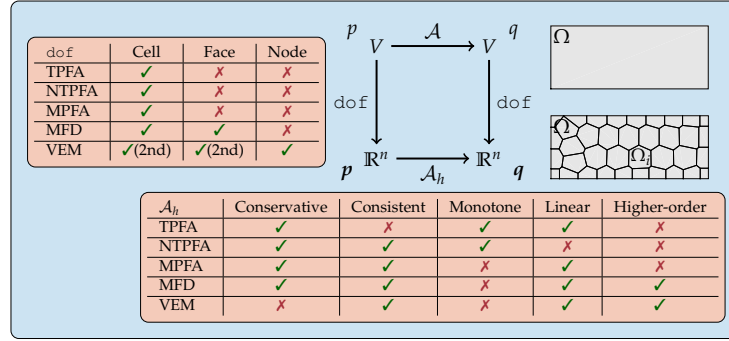 dof Cell Face Node
TPFA ✓ ✗ ✗
NTPFA ✓ ✗ ✗
MPFA ✓ ✗ ✗
MFD ✓ ✓ ✗
VEM ✓(2nd) ✓(2nd) ✓
p V 𝒜 V q
dof dof
p ℝⁿ 𝒜ₕ ℝⁿ q
Ω
Ω
Ωᵢ
𝒜ₕ Conservative Consistent Monotone Linear Higher-order
TPFA ✓ ✗ ✓ ✓ ✗
NTPFA ✓ ✓ ✓ ✗ ✗
MPFA ✓ ✓ ✗ ✓ ✗
MFD ✓ ✓ ✗ ✓ ✓
VEM ✗ ✓ ✗ ✓ ✓